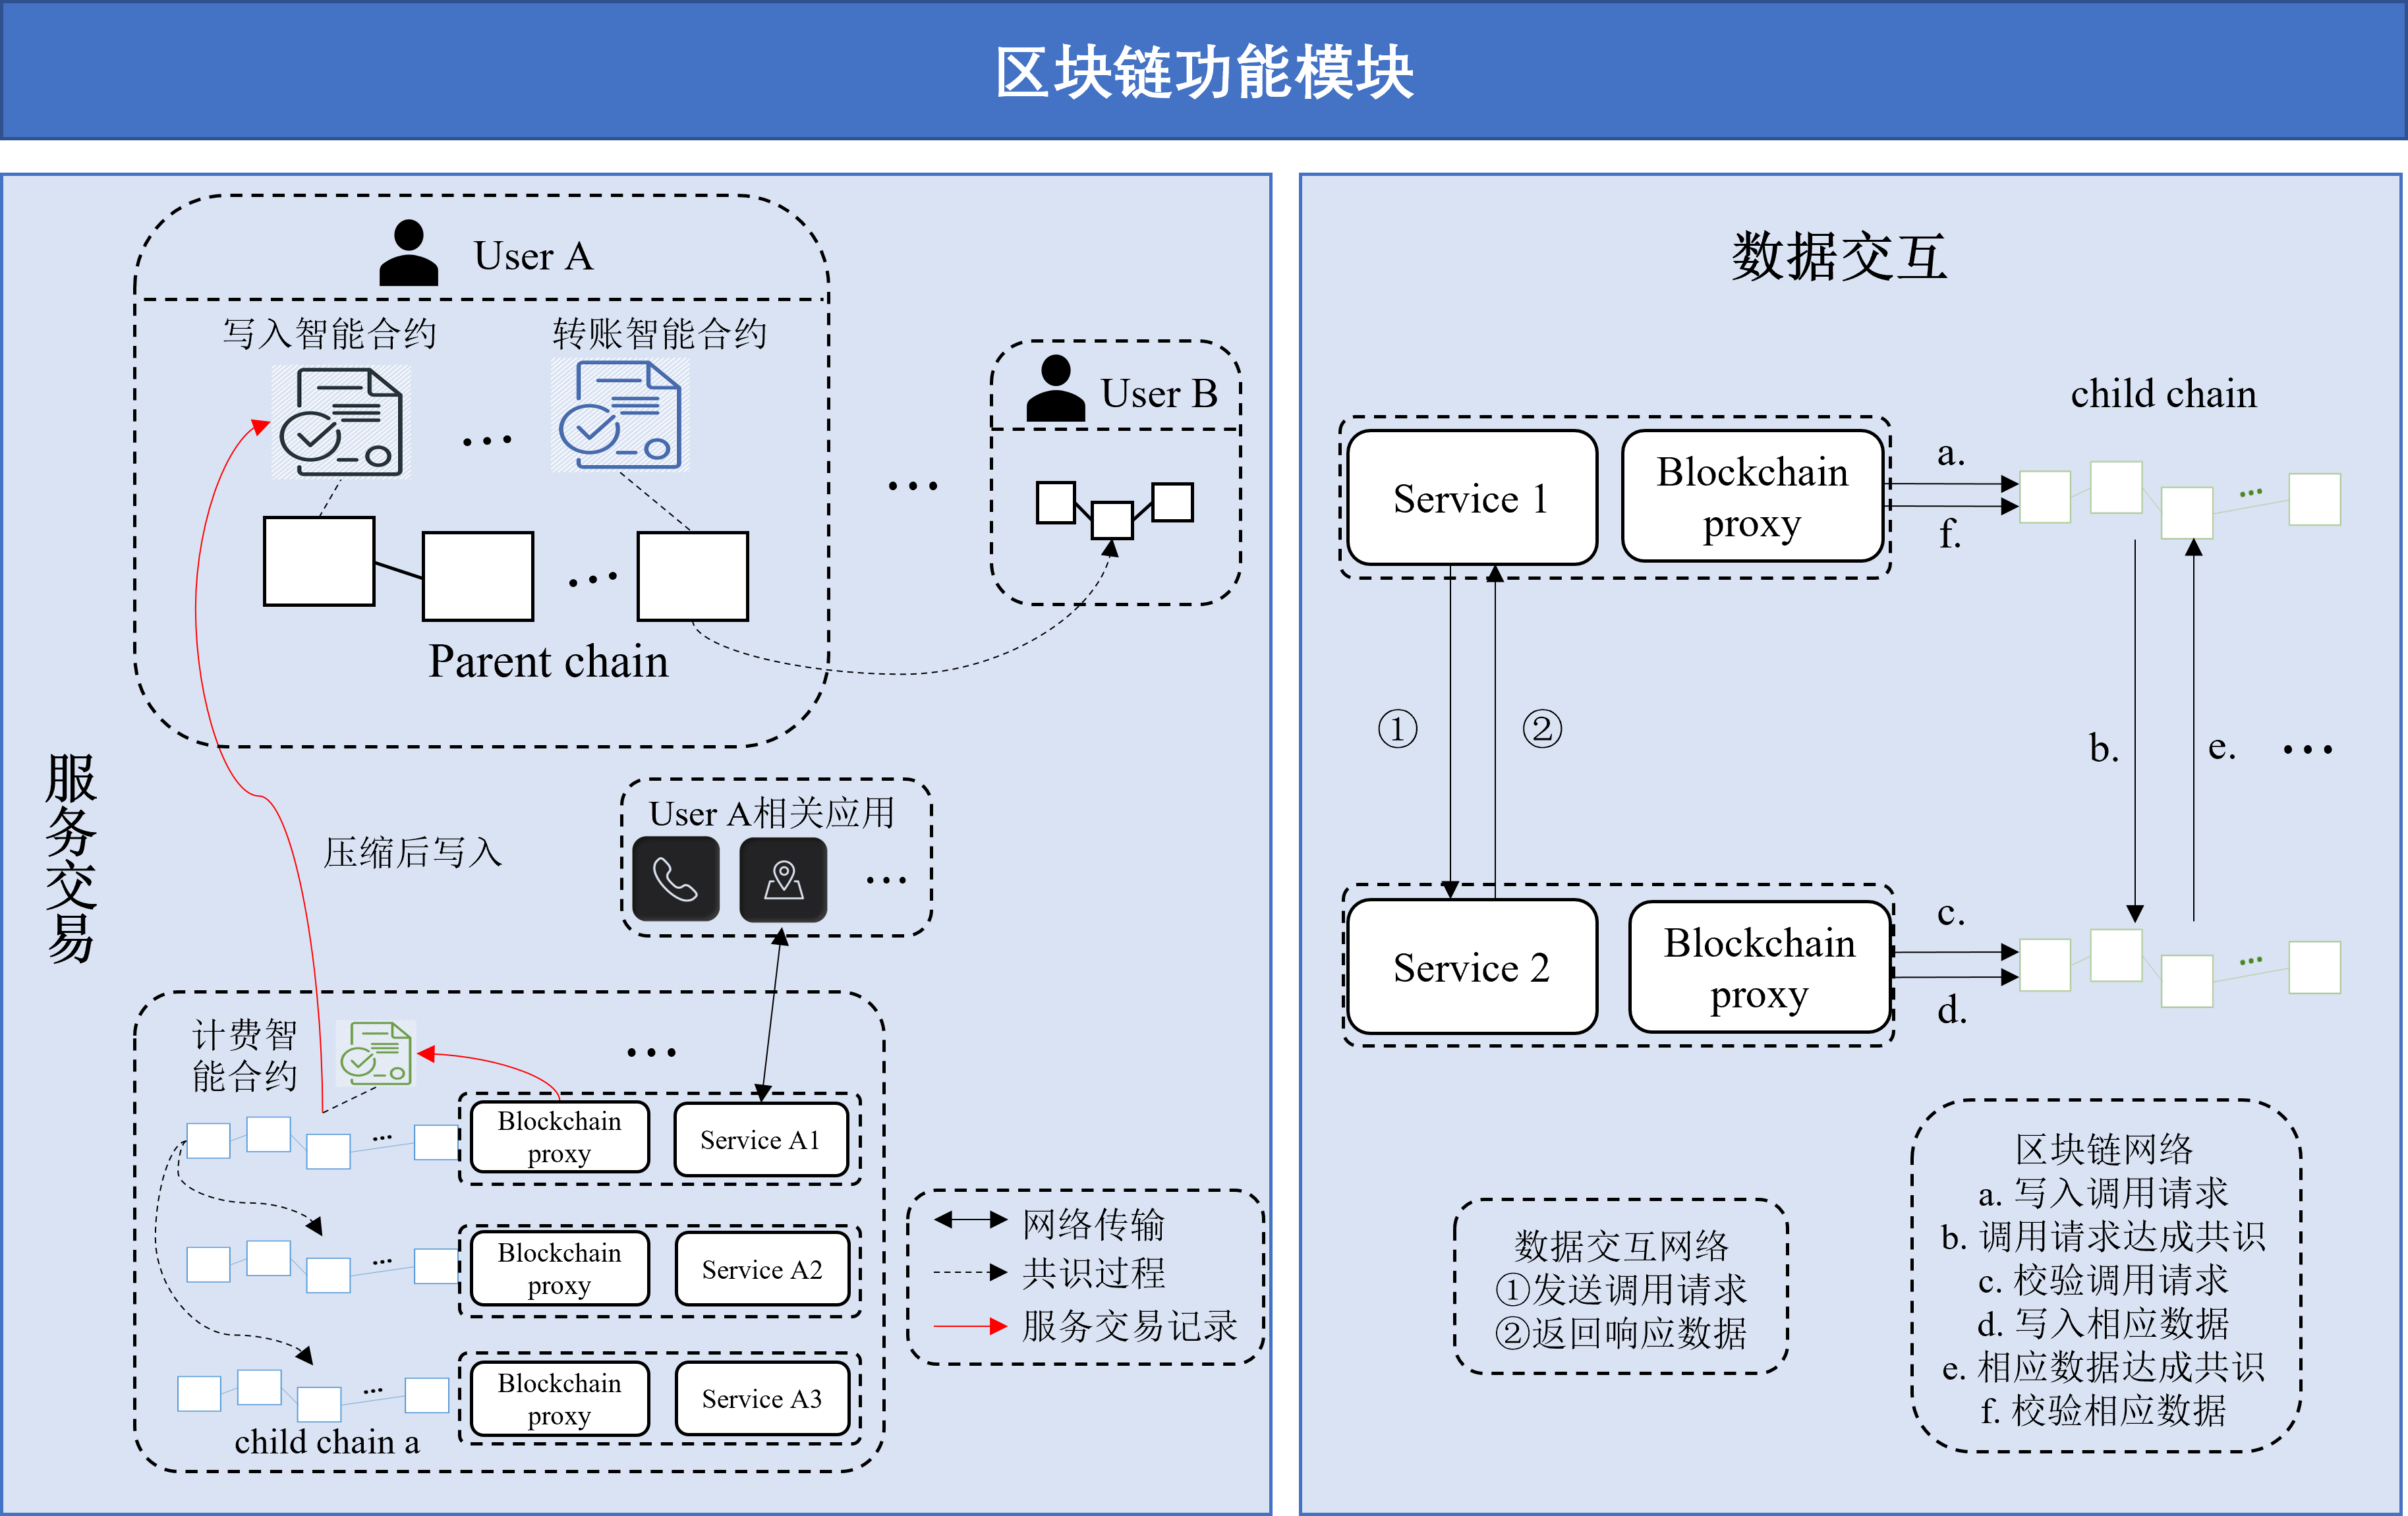 区块链功能模块
User A
写入智能合约
转账智能合约
...
...
Parent chain
...
User B
服务交易
压缩后写入
User A相关应用
...
计费智
能合约
...
...
Blockchain
proxy
Service A1
...
Blockchain
proxy
Service A2
...
Blockchain
proxy
Service A3
child chain a
网络传输
共识过程
服务交易记录
数据交互
child chain
Service 1
Blockchain
proxy
a.
f.
...
①
②
b.
e.
...
Service 2
Blockchain
proxy
c.
d.
...
数据交互网络
①发送调用请求
②返回响应数据
区块链网络
a. 写入调用请求
b. 调用请求达成共识
c. 校验调用请求
d. 写入相应数据
e. 相应数据达成共识
f. 校验相应数据